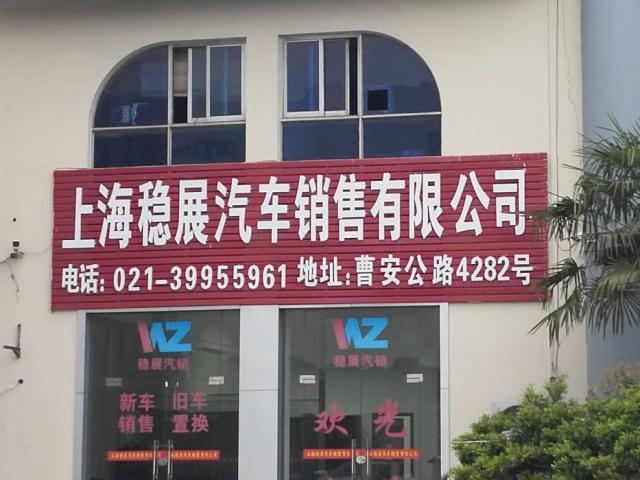 上海稳展汽车销售有限公司
电话: 021-39955961 地址:曹安公路4282号
WZ WZ
稳展汽销 稳展汽销
新车 旧车
销售 置换
欢 光